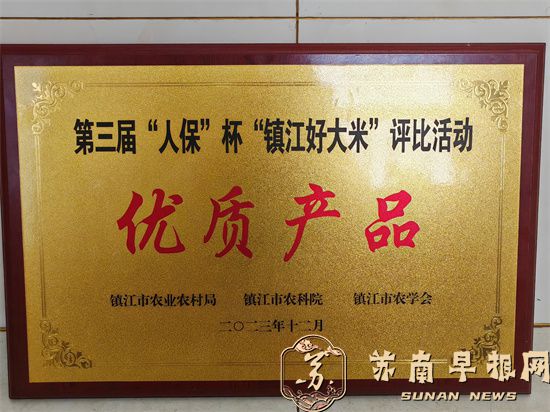 第三届“人保”杯“镇江好大米”评比活动
优质产品
镇江市农业农村局 镇江市农科院 镇江市农学会
二〇二三年十二月
苏 苏南早报网
SUNAN NEWS